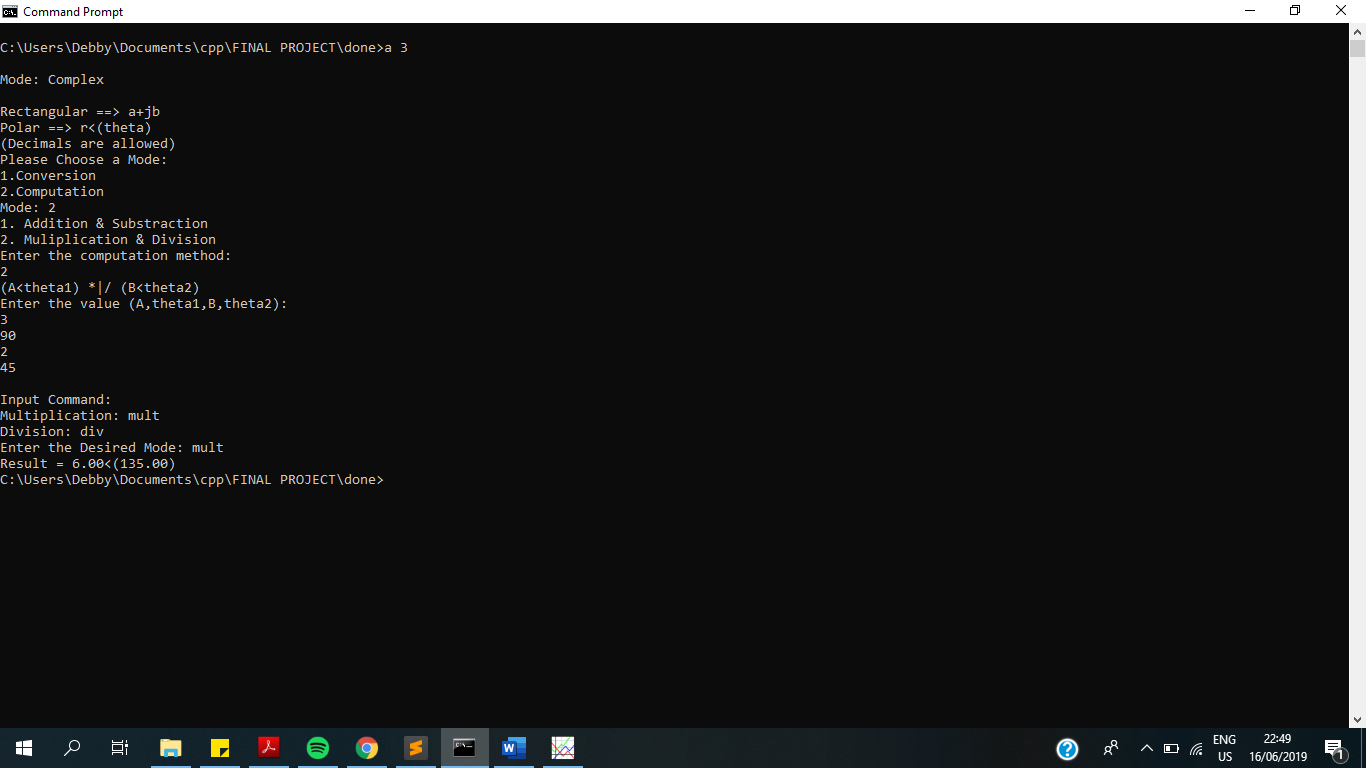 Command Prompt
C:\Users\Debby\Documents\cpp\FINAL PROJECT\done>a 3
Mode: Complex
Rectangular ==> a+jb
Polar ==> r<(theta)
(Decimals are allowed)
Please Choose a Mode:
1.Conversion
2.Computation
Mode: 2
1. Addition & Substraction
2. Muliplication & Division
Enter the computation method:
2
(A<theta1) *|/ (B<theta2)
Enter the value (A,theta1,B,theta2):
3
90
2
45
Input Command:
Multiplication: mult
Division: div
Enter the Desired Mode: mult
Result = 6.00<(135.00)
C:\Users\Debby\Documents\cpp\FINAL PROJECT\done>
ENG
US
22:49
16/06/2019
1